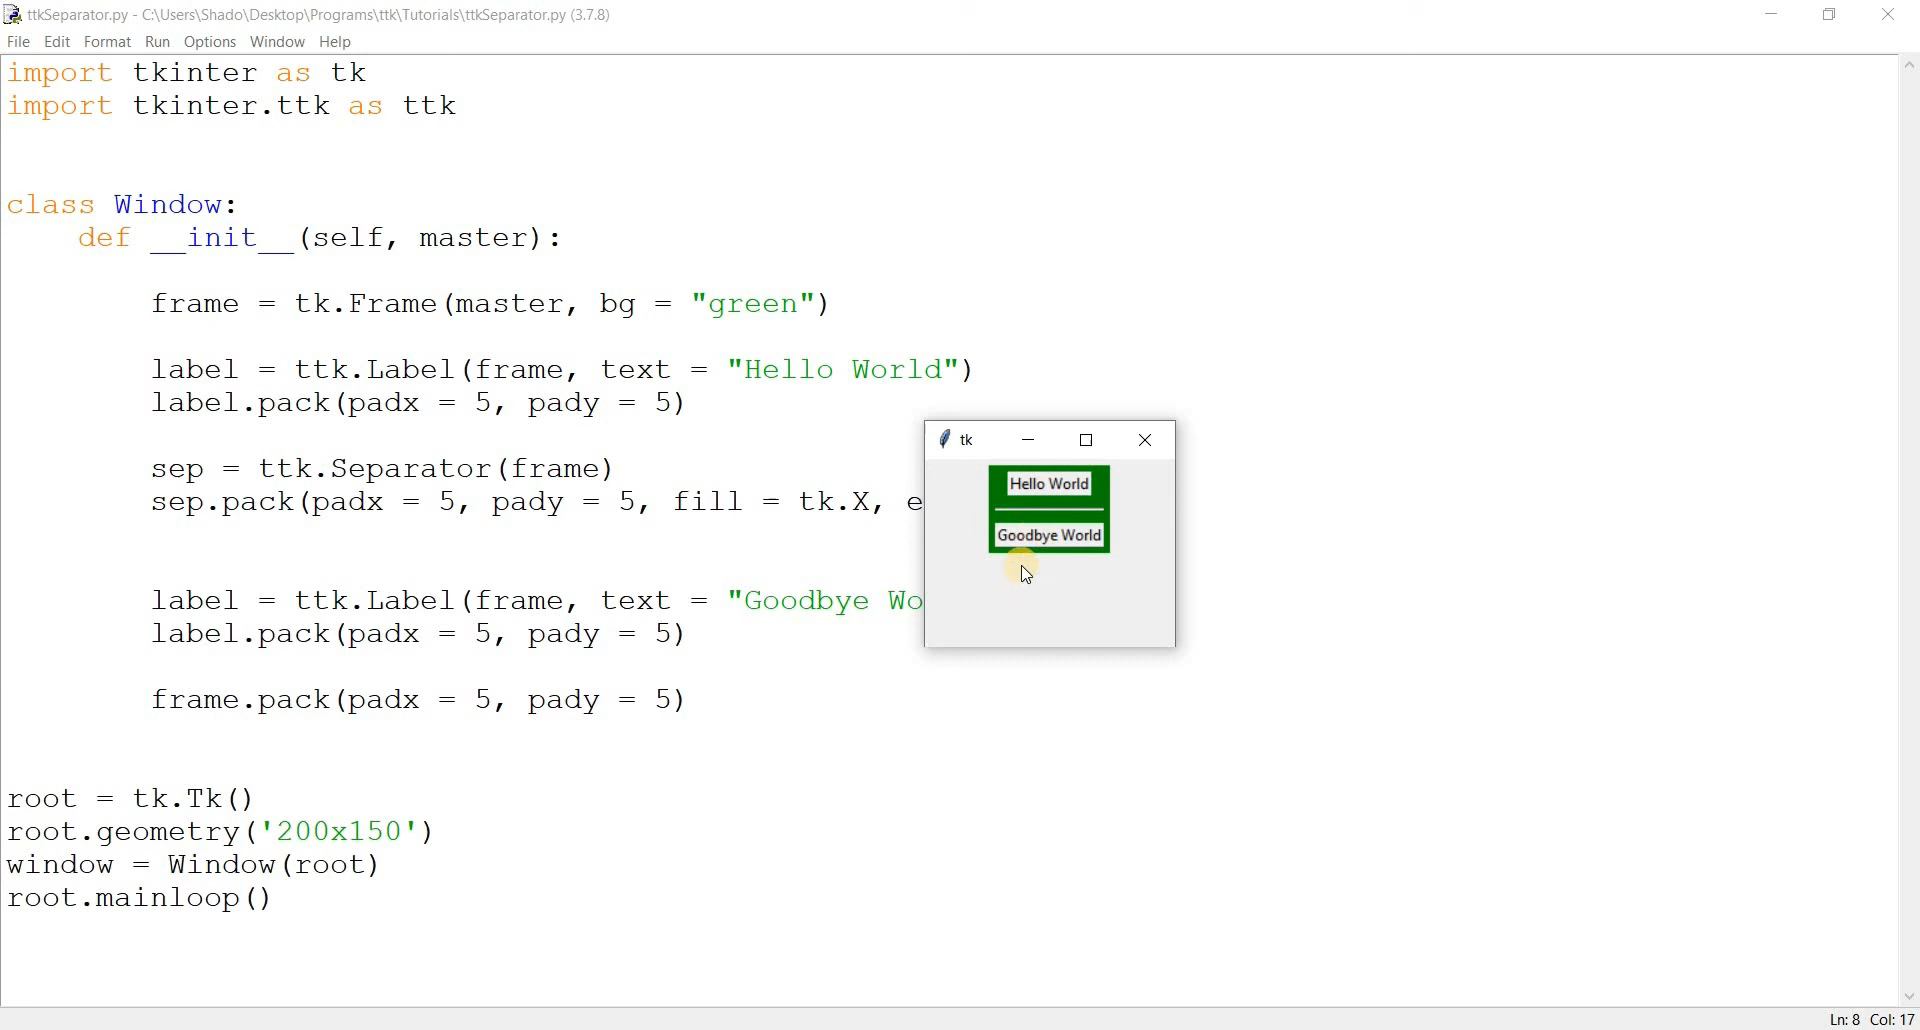 ttkSeparator.py - C:\Users\Shado\Desktop\Programs\ttk\Tutorials\ttkSeparator.py (3.7.8)
File Edit Format Run Options Window Help
import tkinter as tk
import tkinter.ttk as ttk
class Window:
    def __init__(self, master):
        frame = tk.Frame(master, bg = "green")
        label = ttk.Label(frame, text = "Hello World")
        label.pack(padx = 5, pady = 5)
        sep = ttk.Separator(frame)
        sep.pack(padx = 5, pady = 5, fill = tk.X, e
        label = ttk.Label(frame, text = "Goodbye Wo
        label.pack(padx = 5, pady = 5)
        frame.pack(padx = 5, pady = 5)
root = tk.Tk()
root.geometry('200x150')
window = Window(root)
root.mainloop()
tk
Hello World
Goodbye World
Ln: 8 Col: 17